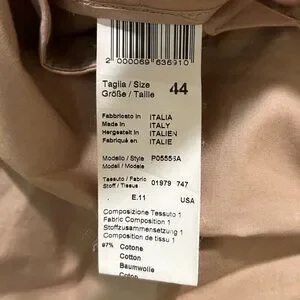 2 000069 636910
Taglia / Size 44
Größe / Taille
Fabbricato in ITALIA
Made in ITALY
Hergestelt in ITALIEN
Fabriqué en ITALIE
Modello / Style P05556A
Modell / Modèle
Tessuto / Fabric 01979 747
Stoff / Tissus
E.11 USA
Composizione Tessuto 1
Fabric Composition 1
Stoffzusammensetzung 1
Composition de tissu 1
97% Cotone
Cotton
Baumwolle
Coton